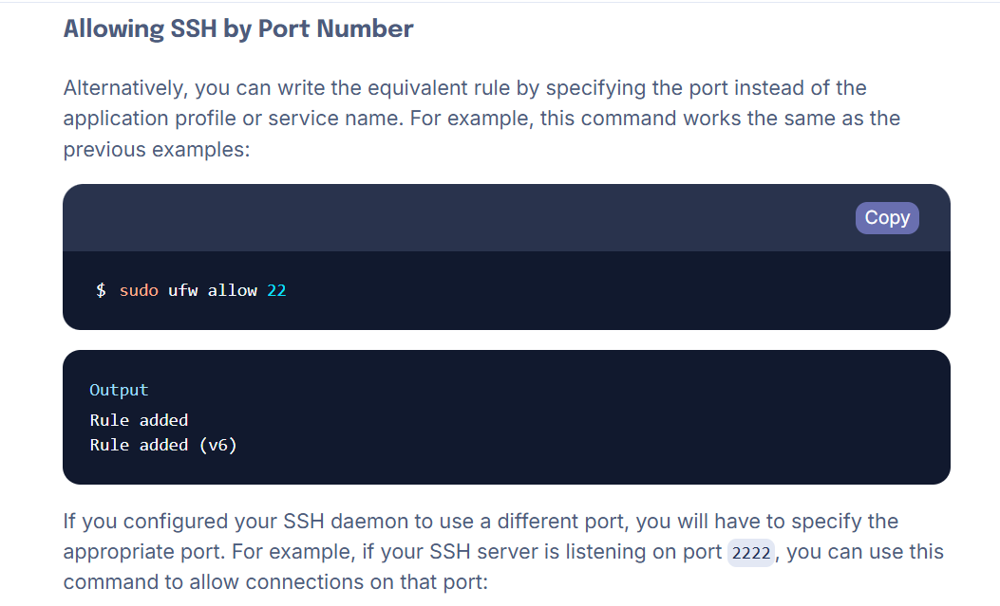 Allowing SSH by Port Number
Alternatively, you can write the equivalent rule by specifying the port instead of the
application profile or service name. For example, this command works the same as the
previous examples:
Copy
$ sudo ufw allow 22
Output
Rule added
Rule added (v6)
If you configured your SSH daemon to use a different port, you will have to specify the
appropriate port. For example, if your SSH server is listening on port 2222, you can use this
command to allow connections on that port: